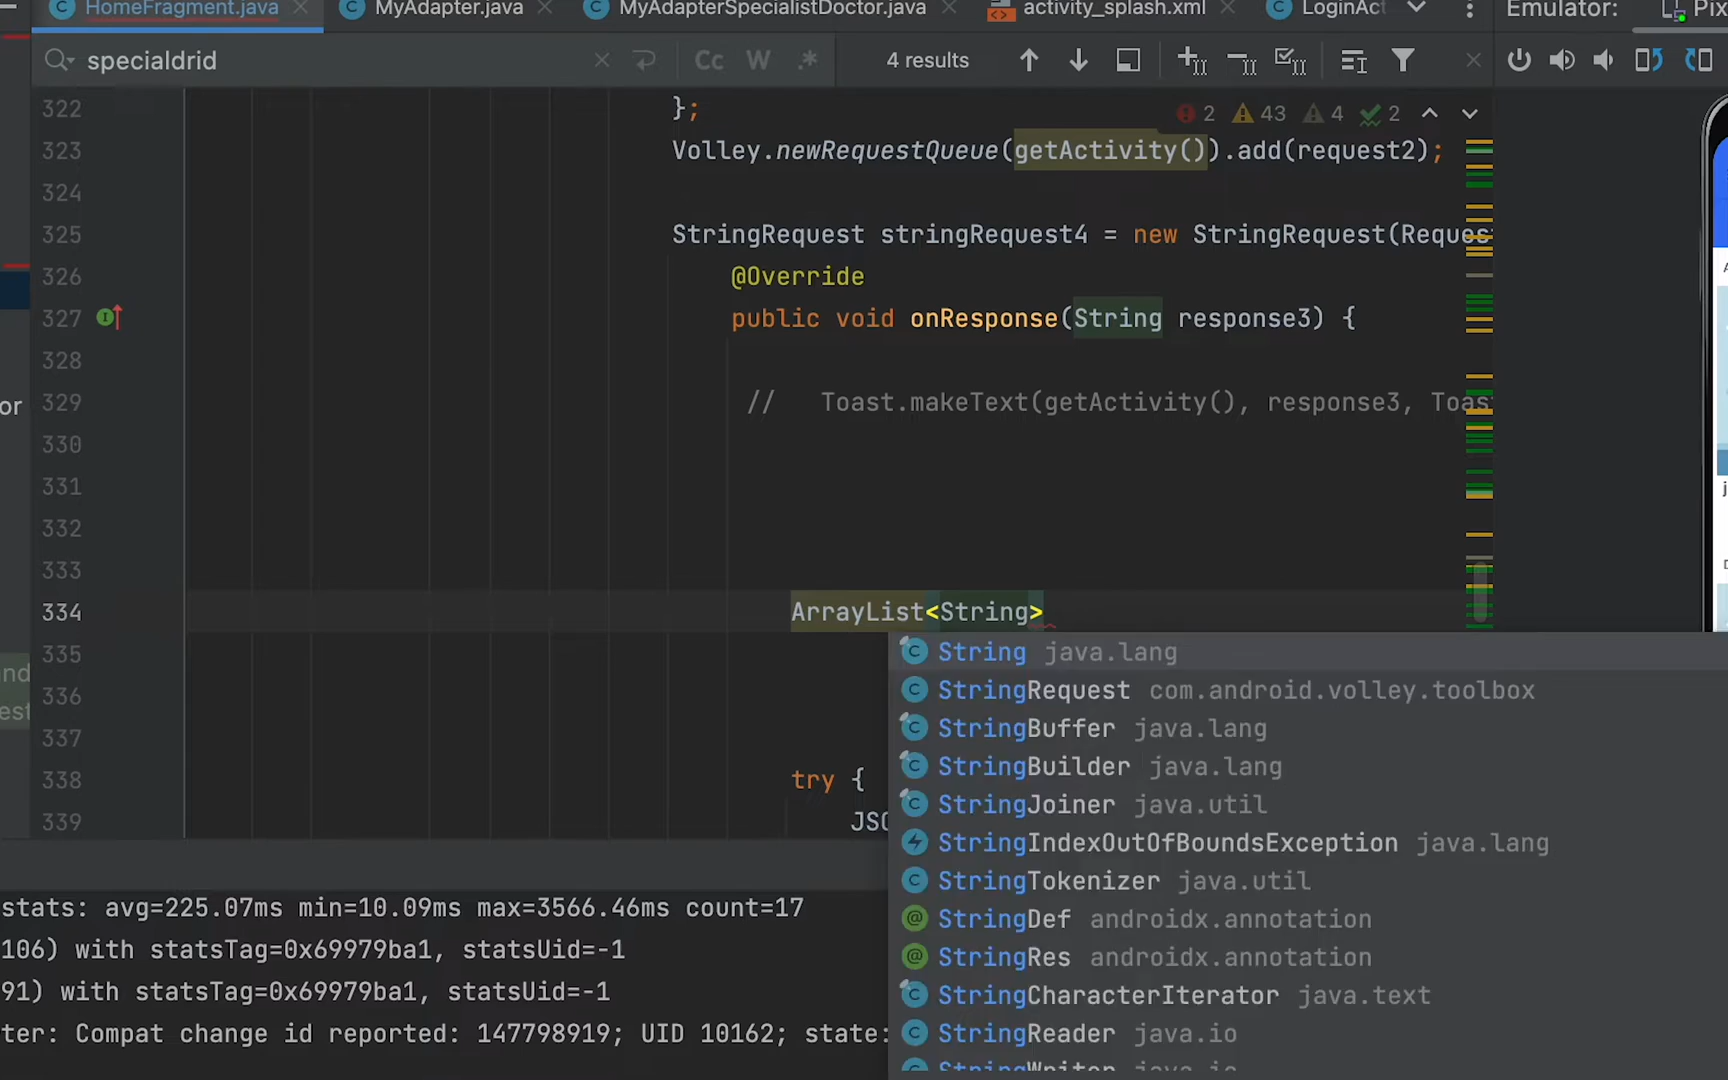 HomeFragment.java MyAdapter.java MyAdapterSpecialistDoctor.java activity_splash.xml LoginAct Emulator: Pix
specialdrid Cc W .* 4 results
322 }; 2 43 4 2
323 Volley.newRequestQueue(getActivity()).add(request2);
324
325 StringRequest stringRequest4 = new StringRequest(Reques
326 @Override
327 public void onResponse(String response3) {
328
or 329 // Toast.makeText(getActivity(), response3, Toas
330
331
332
333
334 ArrayList<String>
335
336
337
338 try {
339 JSO
String java.lang
StringRequest com.android.volley.toolbox
StringBuffer java.lang
StringBuilder java.lang
StringJoiner java.util
StringIndexOutOfBoundsException java.lang
StringTokenizer java.util
StringDef androidx.annotation
StringRes androidx.annotation
StringCharacterIterator java.text
StringReader java.io
StringWriter java.io
stats: avg=225.07ms min=10.09ms max=3566.46ms count=17
106) with statsTag=0x69979ba1, statsUid=-1
91) with statsTag=0x69979ba1, statsUid=-1
ter: Compat change id reported: 147798919; UID 10162; state: